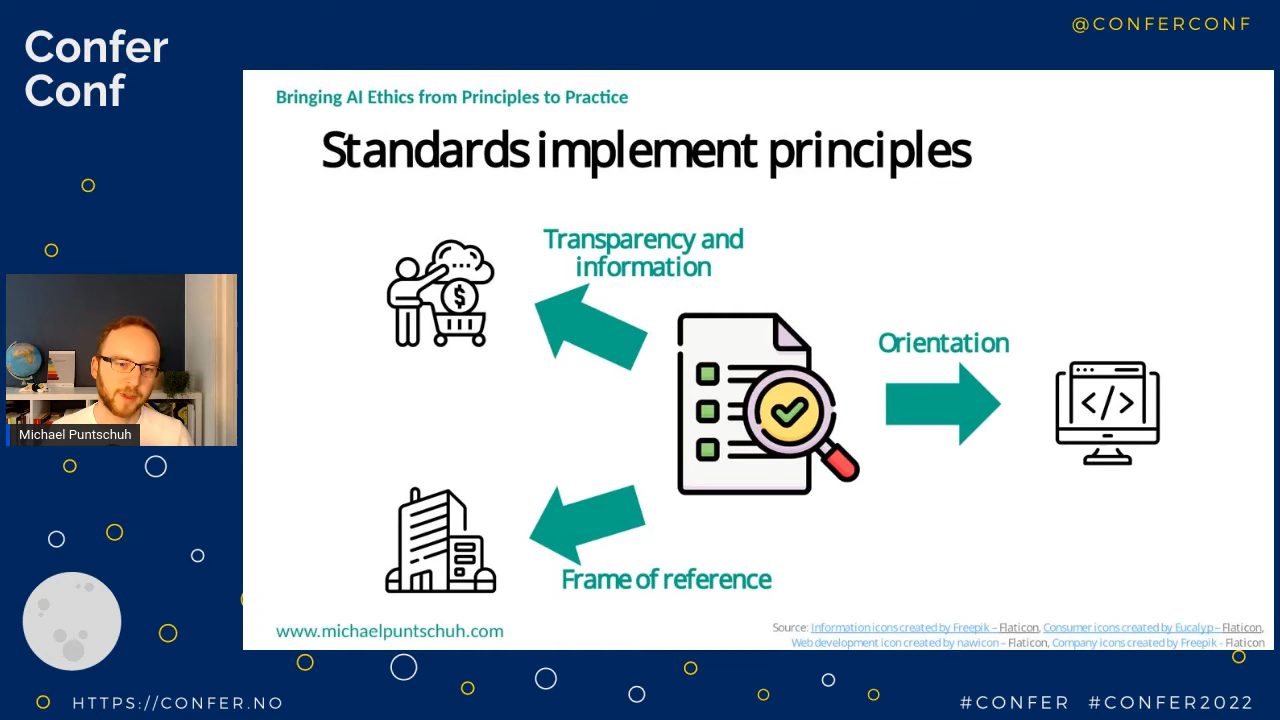 Confer
Conf
@CONFERCONF
Bringing AI Ethics from Principles to Practice
Standards implement principles
Transparency and
information
$
Orientation
</>
Michael Puntschuh
Frame of reference
www.michaelpuntschuh.com
Source: Information icons created by Freepik – Flaticon, Consumer icons created by Eucalyp – Flaticon,
Web development icon created by nawicon – Flaticon, Company icons created by Freepik - Flaticon
HTTPS://CONFER.NO
#CONFER #CONFER2022